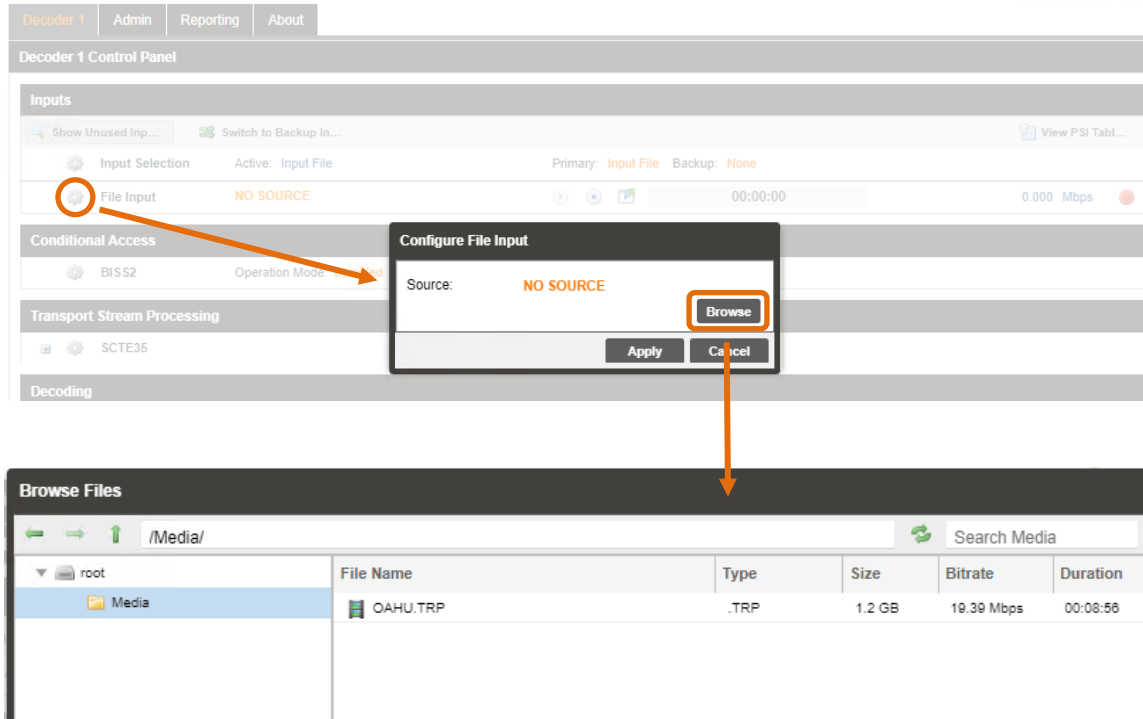 Decoder 1 Admin Reporting About
Decoder 1 Control Panel
Inputs
Show Unused Inp... Switch to Backup In... View PSI Tabl...
Input Selection Active: Input File Primary: Input File Backup: None
File Input NO SOURCE 00:00:00 0.000 Mbps
Conditional Access
BISS2 Operation Mode:
Transport Stream Processing
SCTE35
Decoding
Configure File Input
Source: NO SOURCE
Browse
Apply Cancel
Browse Files
/Media/ Search Media
root
Media
File Name Type Size Bitrate Duration
OAHU.TRP .TRP 1.2 GB 19.39 Mbps 00:08:56